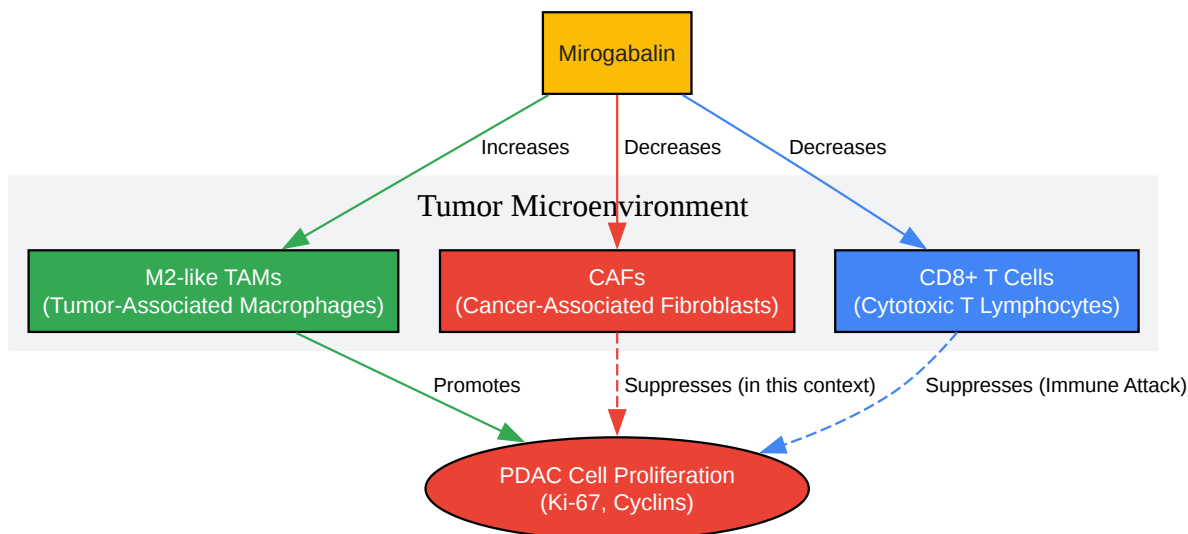 Mirogabalin
Increases
Decreases
Decreases
Tumor Microenvironment
M2-like TAMs
(Tumor-Associated Macrophages)
CAFs
(Cancer-Associated Fibroblasts)
CD8+ T Cells
(Cytotoxic T Lymphocytes)
Promotes
Suppresses (in this context)
Suppresses (Immune Attack)
PDAC Cell Proliferation
(Ki-67, Cyclins)